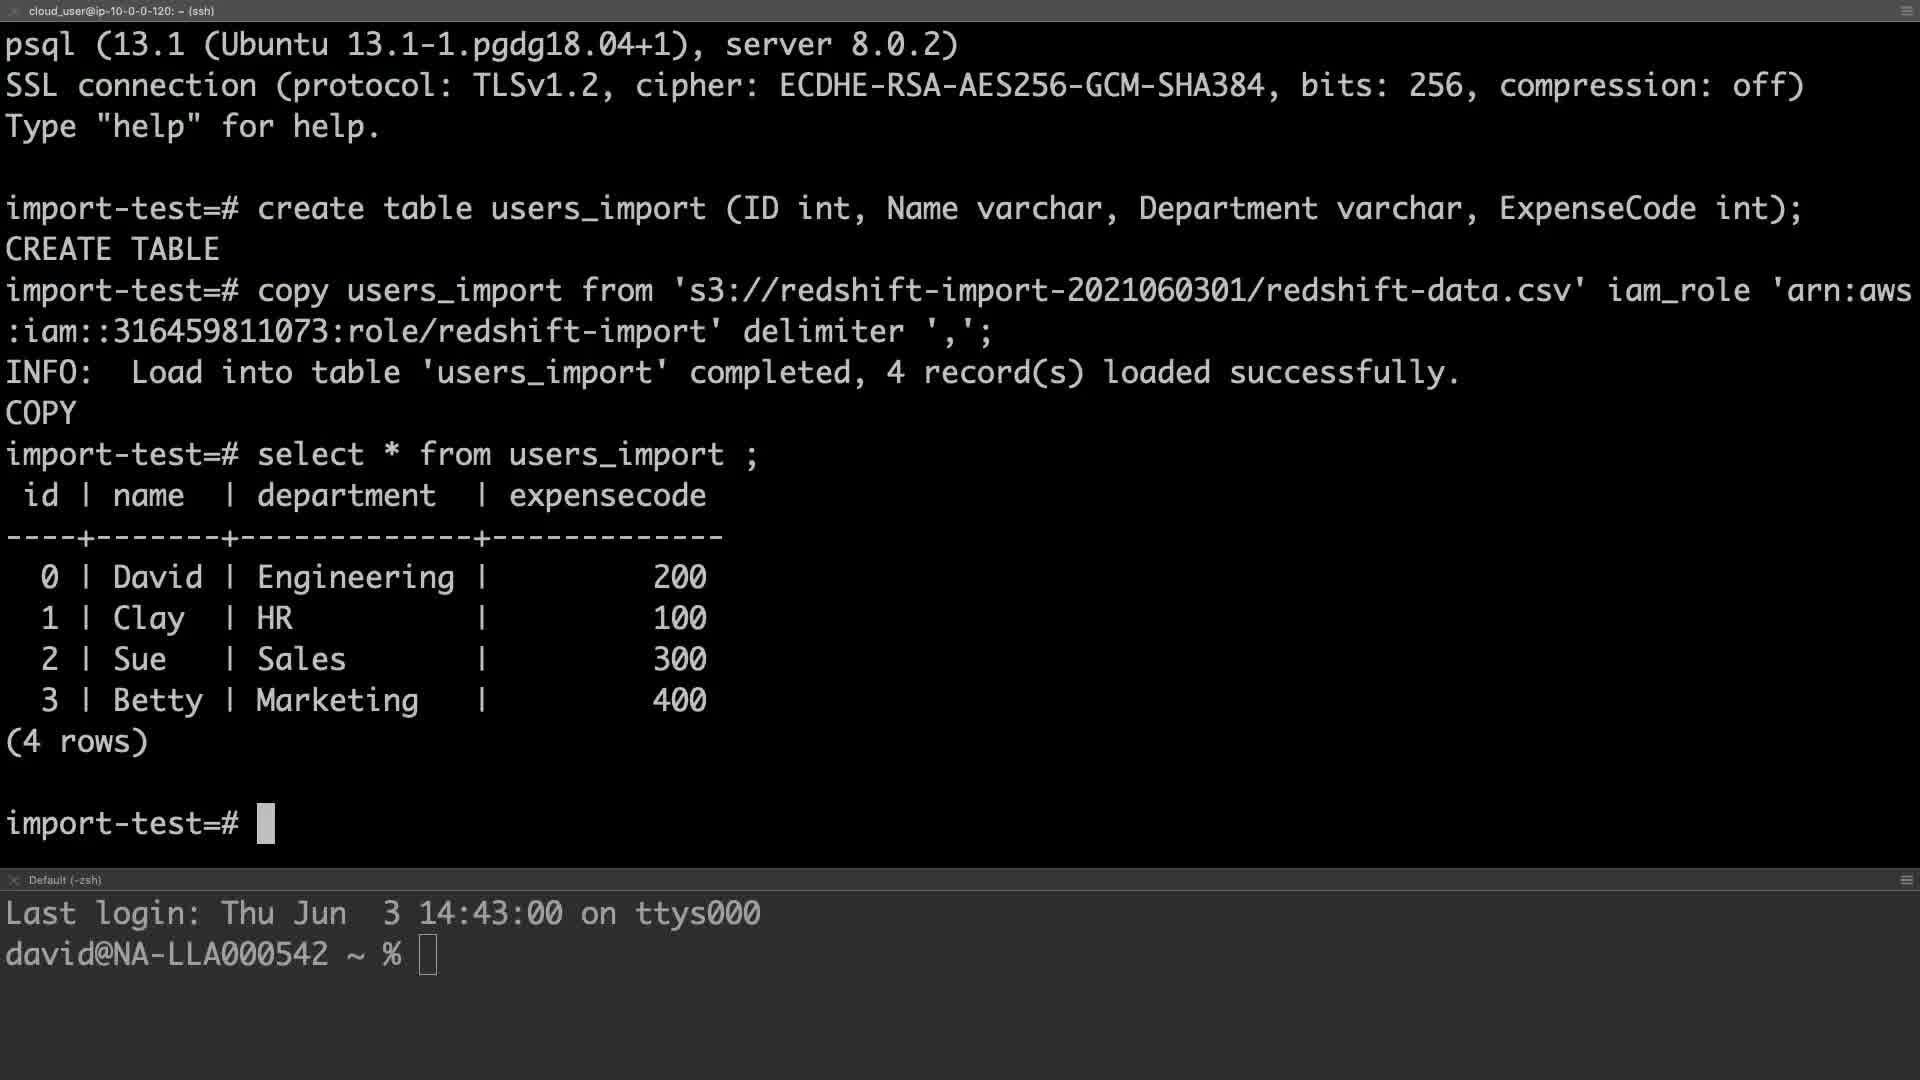 cloud_user@ip-10-0-0-120: ~ (ssh)
psql (13.1 (Ubuntu 13.1-1.pgdg18.04+1), server 8.0.2)
SSL connection (protocol: TLSv1.2, cipher: ECDHE-RSA-AES256-GCM-SHA384, bits: 256, compression: off)
Type "help" for help.
import-test=# create table users_import (ID int, Name varchar, Department varchar, ExpenseCode int);
CREATE TABLE
import-test=# copy users_import from 's3://redshift-import-2021060301/redshift-data.csv' iam_role 'arn:aws
:iam::316459811073:role/redshift-import' delimiter ',';
INFO:  Load into table 'users_import' completed, 4 record(s) loaded successfully.
COPY
import-test=# select * from users_import ;
 id | name  | department  | expensecode
----+-------+-------------+-------------
  0 | David | Engineering |         200
  1 | Clay  | HR          |         100
  2 | Sue   | Sales       |         300
  3 | Betty | Marketing   |         400
(4 rows)
import-test=#
Default (-zsh)
Last login: Thu Jun  3 14:43:00 on ttys000
david@NA-LLA000542 ~ %